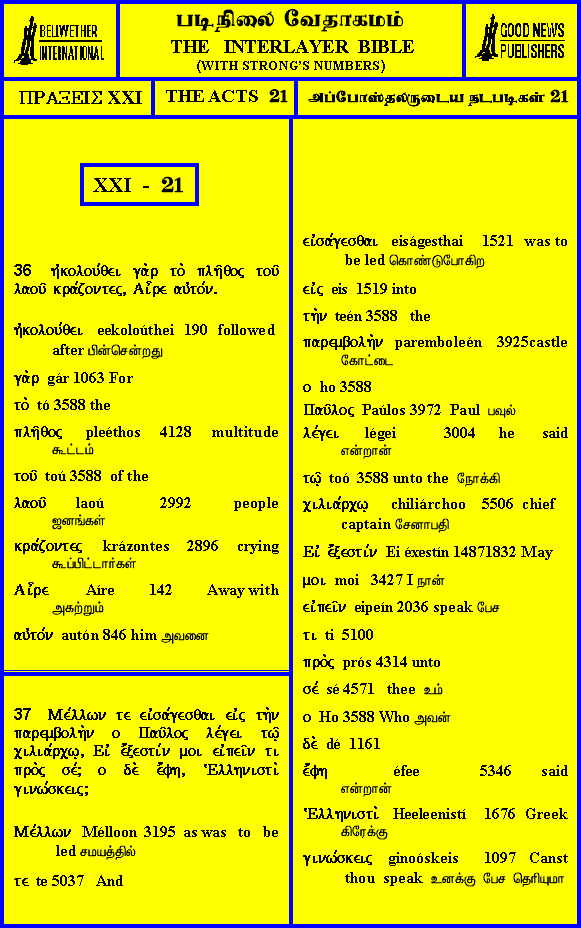 BELLWETHER
INTERNATIONAL
படிநிலை வேதாகமம்
THE INTERLAYER BIBLE
(WITH STRONG'S NUMBERS)
GOOD NEWS
PUBLISHERS
ΠΡΑΞΕΙΣ XXI
THE ACTS 21
அப்போஸ்தலருடைய நடபடிகள் 21
XXI - 21
36 ἠκολούθει γὰρ τὸ πλῆθος τοῦ
λαοῦ κράζοντες, Αἶρε αὐτόν.
ἠκολούθει eekoloúthei 190 followed
after பின்சென்றது
γὰρ gár 1063 For
τὸ tó 3588 the
πλῆθος pleéthos 4128 multitude
கூட்டம்
τοῦ toú 3588 of the
λαοῦ laoú 2992 people
ஜனங்கள்
κράζοντες krázontes 2896 crying
கூப்பிட்டார்கள்
Αἶρε Aíre 142 Away with
அகற்றும்
αὐτόν autón 846 him அவனை
37 Μέλλων τε εἰσάγεσθαι εἰς τὴν
παρεμβολὴν ο Παῦλος λέγει τῷ
χιλιάρχῳ, Εἰ ἔξεστίν μοι εἰπεῖν τι
πρὸς σέ; ο δὲ ἔφη, Ἑλληνιστὶ
γινώσκεις;
Μέλλων Mélloon 3195 as was to be
led சமயத்தில்
τε te 5037 And
εἰσάγεσθαι eiságesthai 1521 was to
be led கொண்டுபோகிற
εἰς eis 1519 into
τὴν teén 3588 the
παρεμβολὴν paremboleén 3925castle
கோட்டை
ο ho 3588
Παῦλος Paúlos 3972 Paul பவுல்
λέγει légei 3004 he said
என்றான்
τῷ toó 3588 unto the நோக்கி
χιλιάρχῳ chiliárchoo 5506 chief
captain சேனாபதி
Εἰ ἔξεστίν Ei éxestín 14871832 May
μοι moi 3427 I நான்
εἰπεῖν eipeín 2036 speak பேச
τι ti 5100
πρὸς prós 4314 unto
σέ sé 4571 thee உம்
ο Ho 3588 Who அவன்
δὲ dé 1161
ἔφη éfee 5346 said
என்றான்
Ἑλληνιστὶ Heeleenistí 1676 Greek
கிரேக்கு
γινώσκεις ginoóskeis 1097 Canst
thou speak உனக்கு பேச தெரியுமா